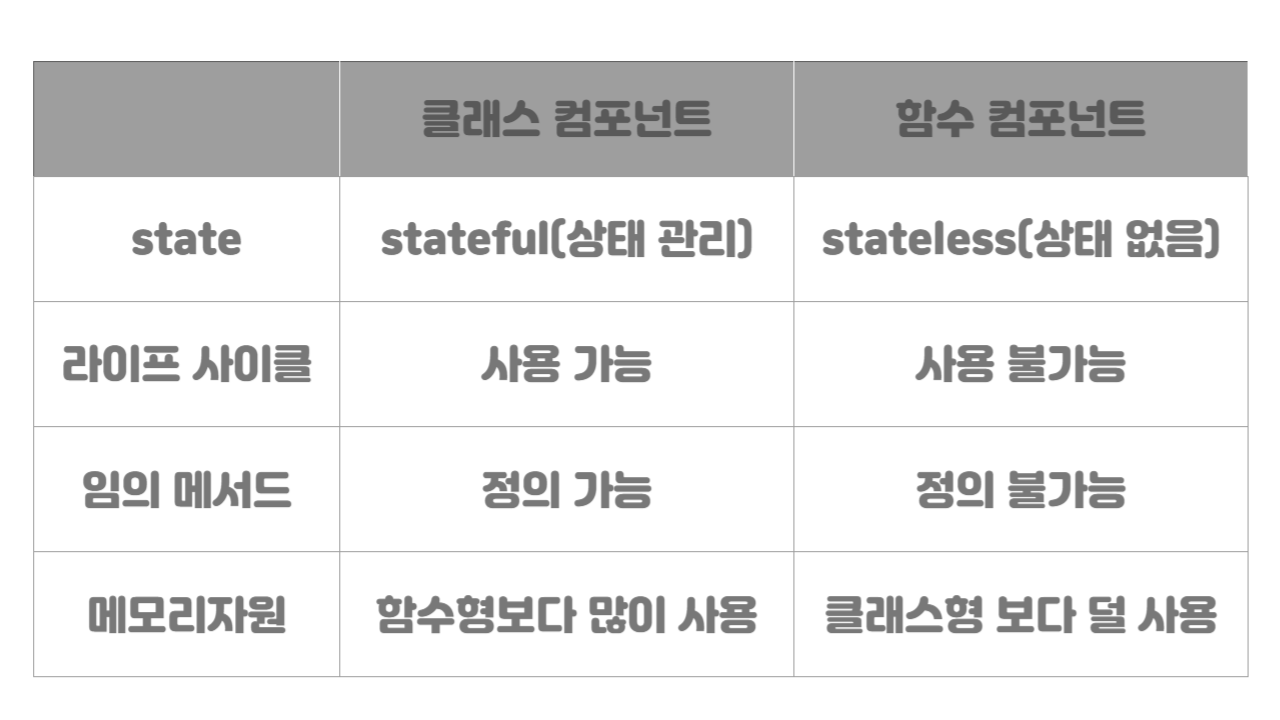 클래스 컴포넌트 함수 컴포넌트
state stateful(상태 관리) stateless(상태 없음)
라이프 사이클 사용 가능 사용 불가능
임의 메서드 정의 가능 정의 불가능
메모리자원 함수형보다 많이 사용 클래스형 보다 덜 사용